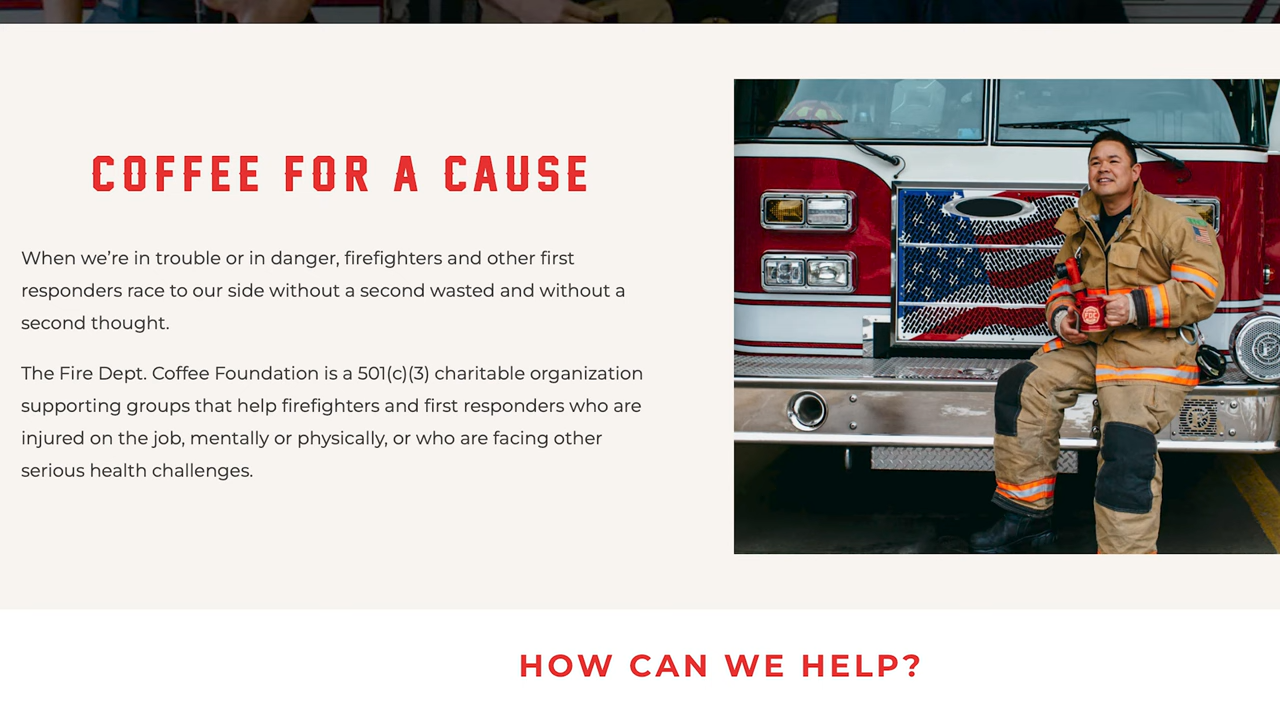 COFFEE FOR A CAUSE
When we’re in trouble or in danger, firefighters and other first
responders race to our side without a second wasted and without a
second thought.
The Fire Dept. Coffee Foundation is a 501(c)(3) charitable organization
supporting groups that help firefighters and first responders who are
injured on the job, mentally or physically, or who are facing other
serious health challenges.
FDC
HOW CAN WE HELP?